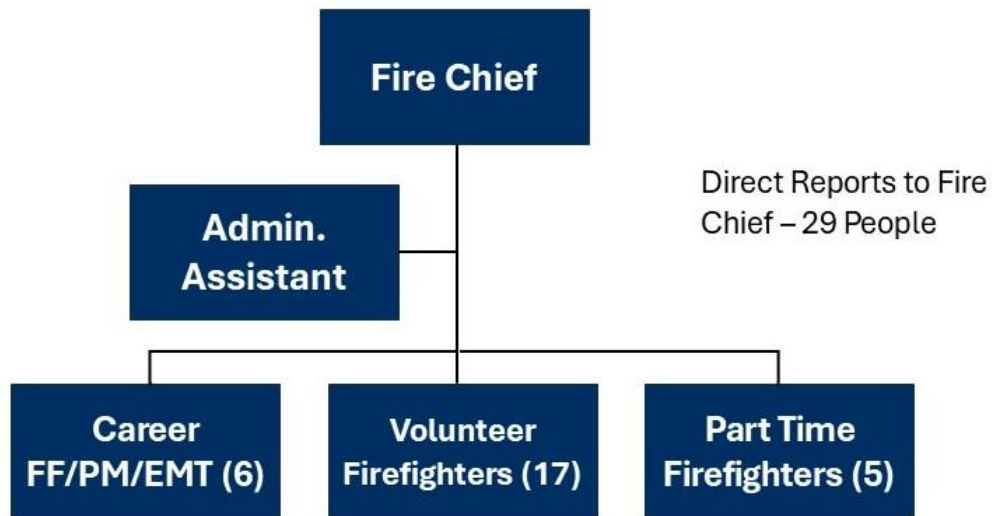 Fire Chief
Direct Reports to Fire
Chief – 29 People
Admin.
Assistant
Career
FF/PM/EMT (6)
Volunteer
Firefighters (17)
Part Time
Firefighters (5)